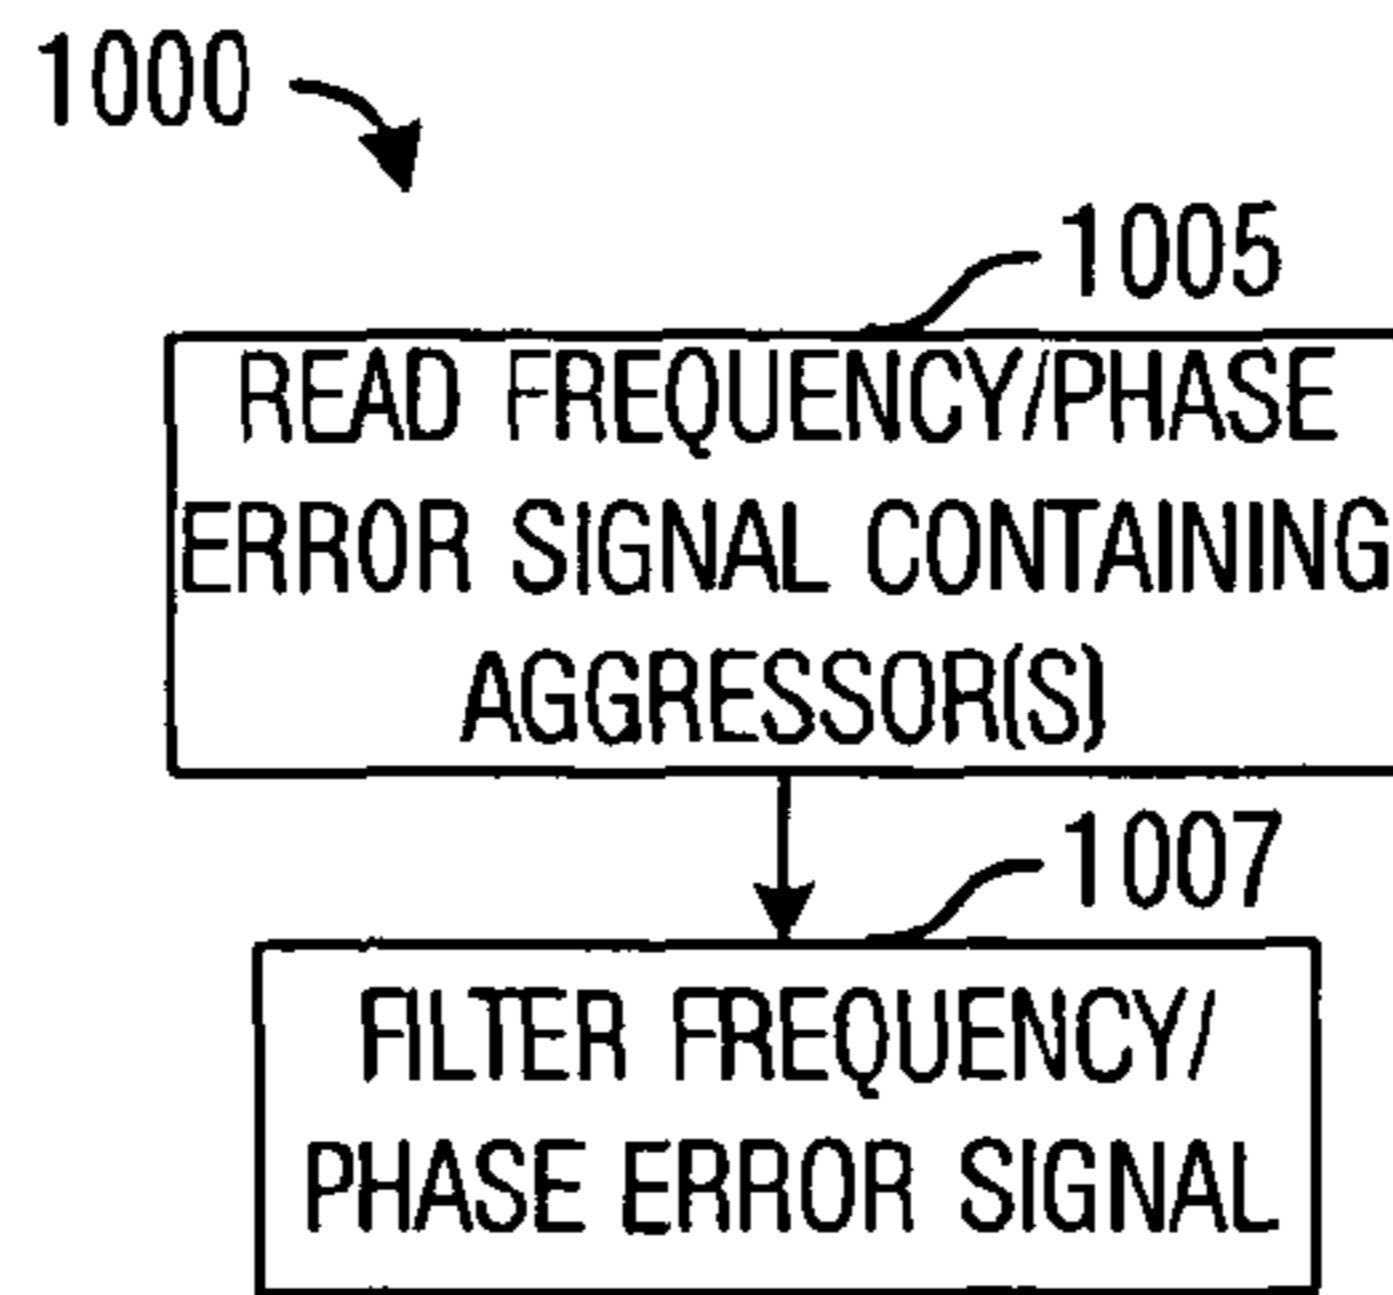 1000
1005
READ FREQUENCY/PHASE
ERROR SIGNAL CONTAINING
AGGRESSOR(S)
1007
FILTER FREQUENCY/
PHASE ERROR SIGNAL